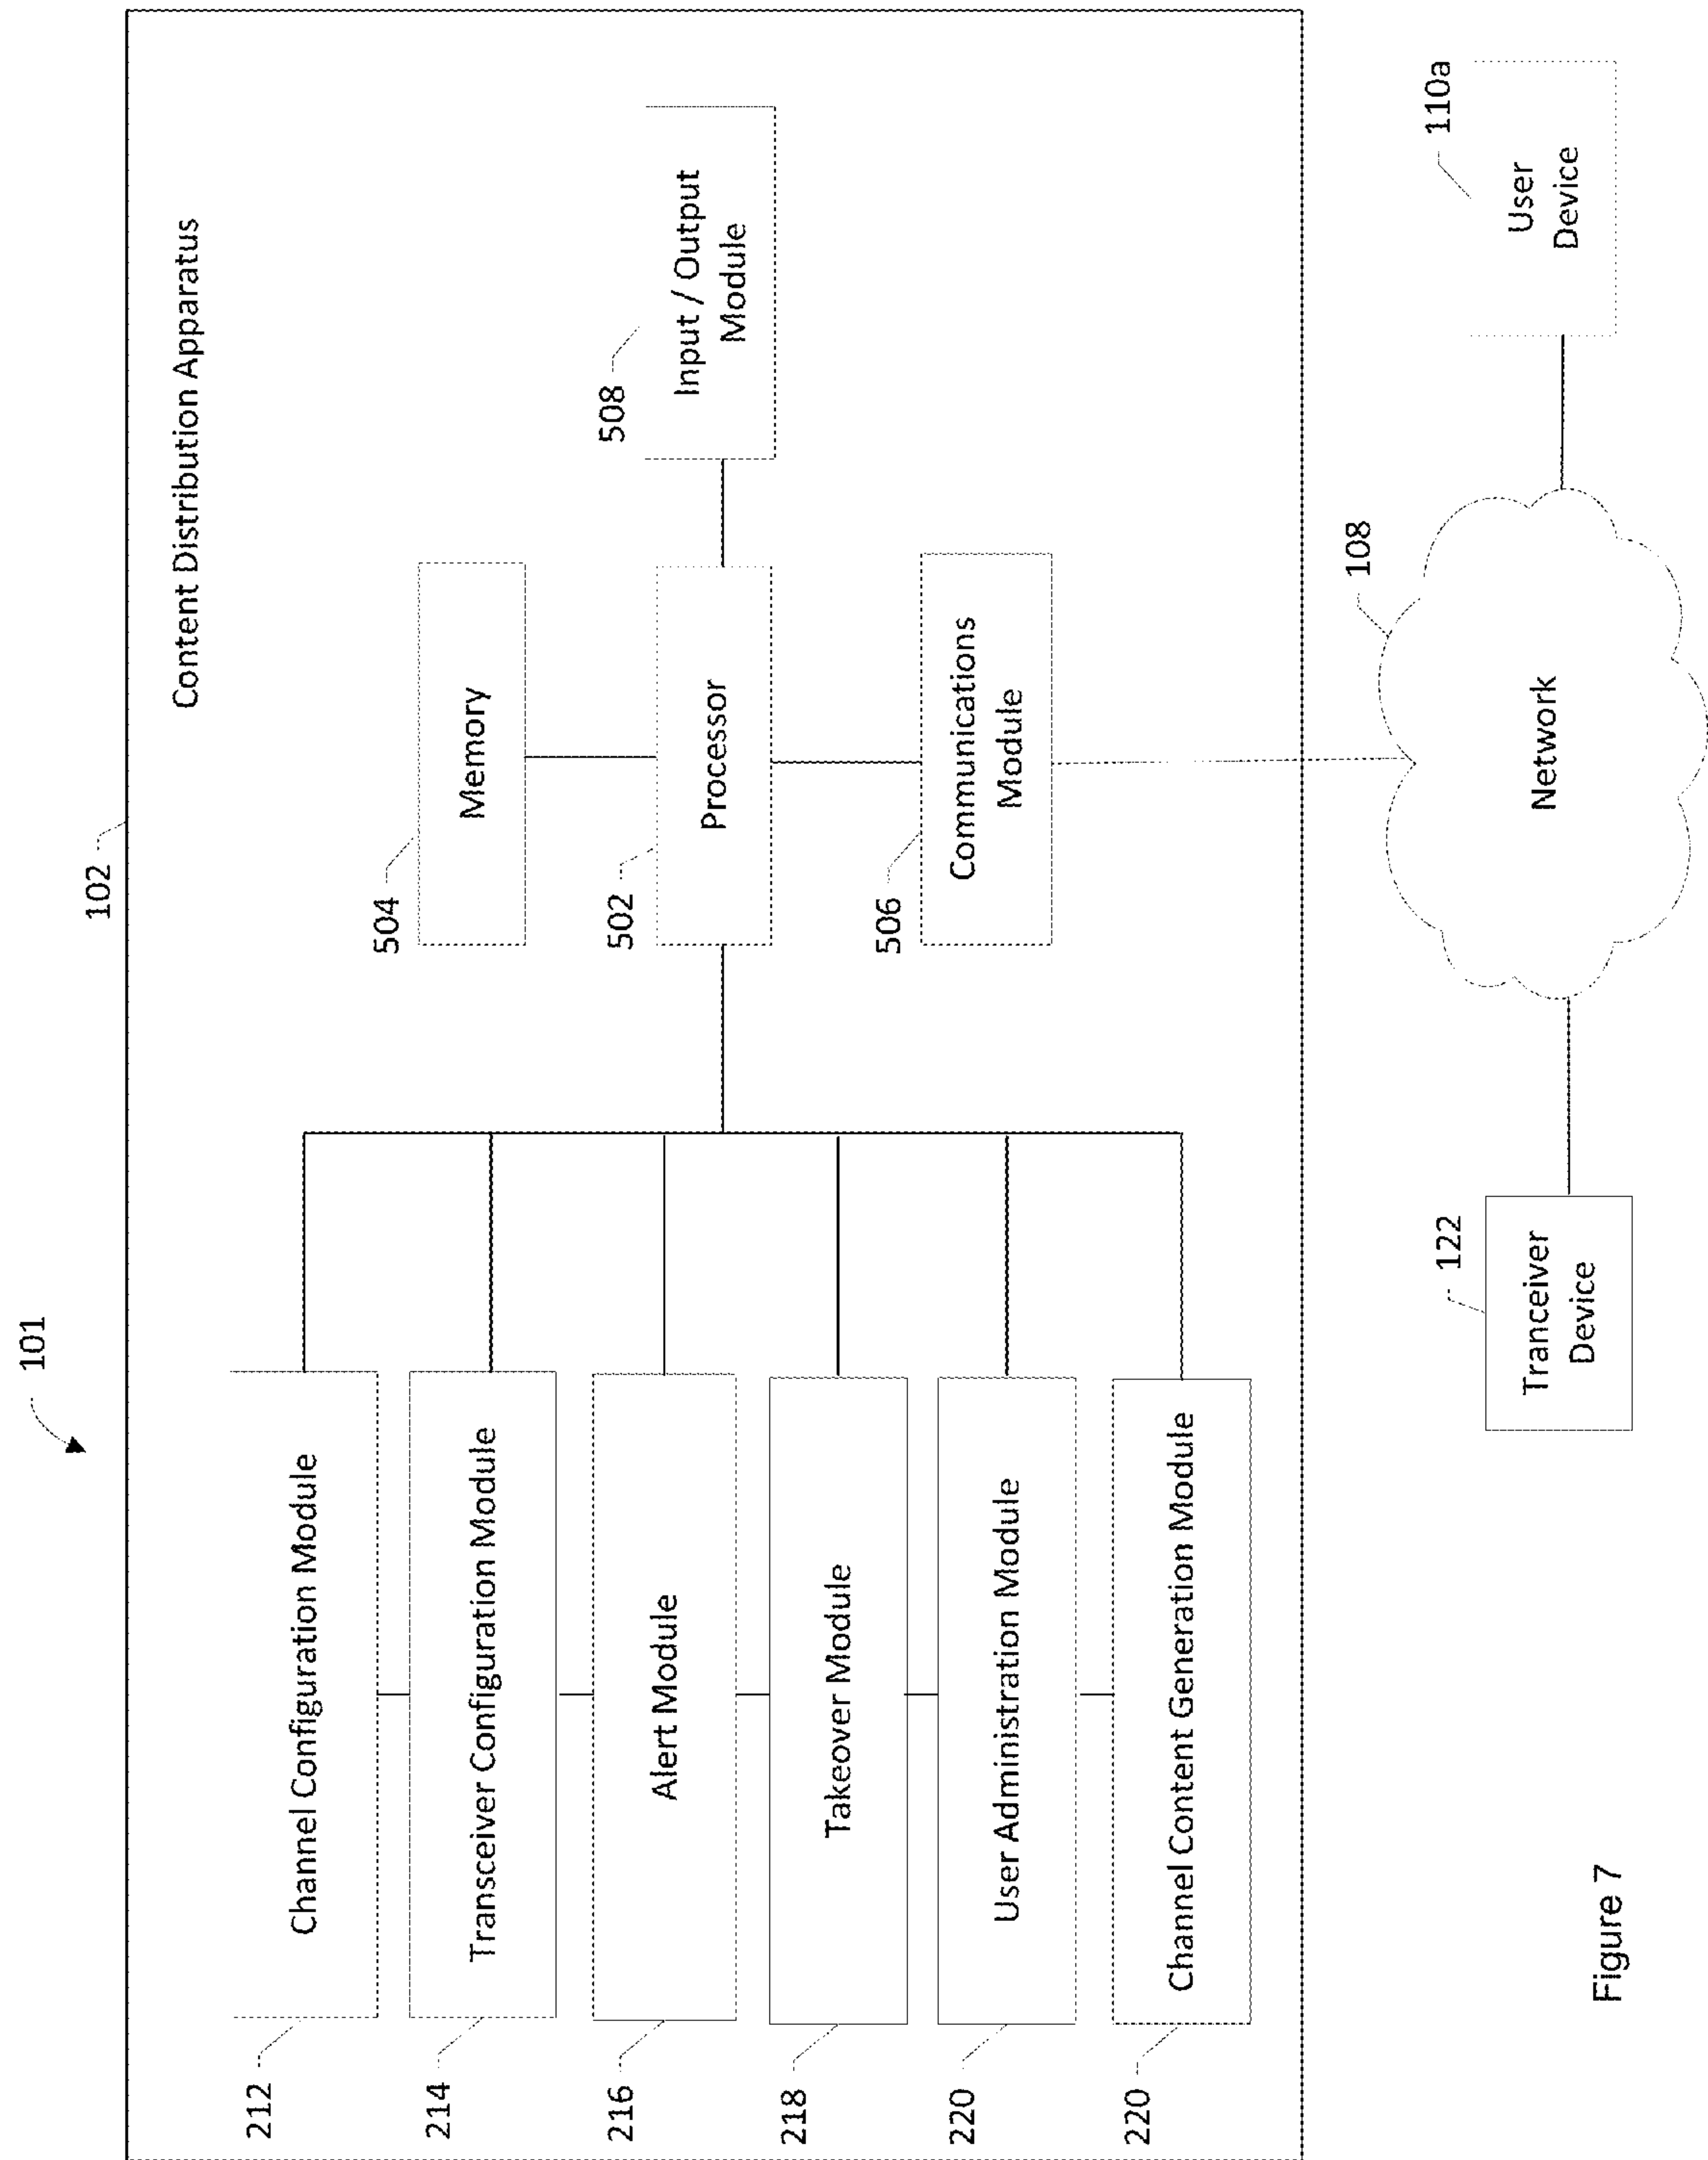 101
102
Content Distribution Apparatus
212
Channel Configuration Module
214
Transceiver Configuration Module
216
Alert Module
218
Takeover Module
220
User Administration Module
220
Channel Content Generation Module
504
Memory
502
Processor
506
Communications
Module
508
Input / Output
Module
122
Tranceiver
Device
108
Network
110a
User
Device
Figure 7